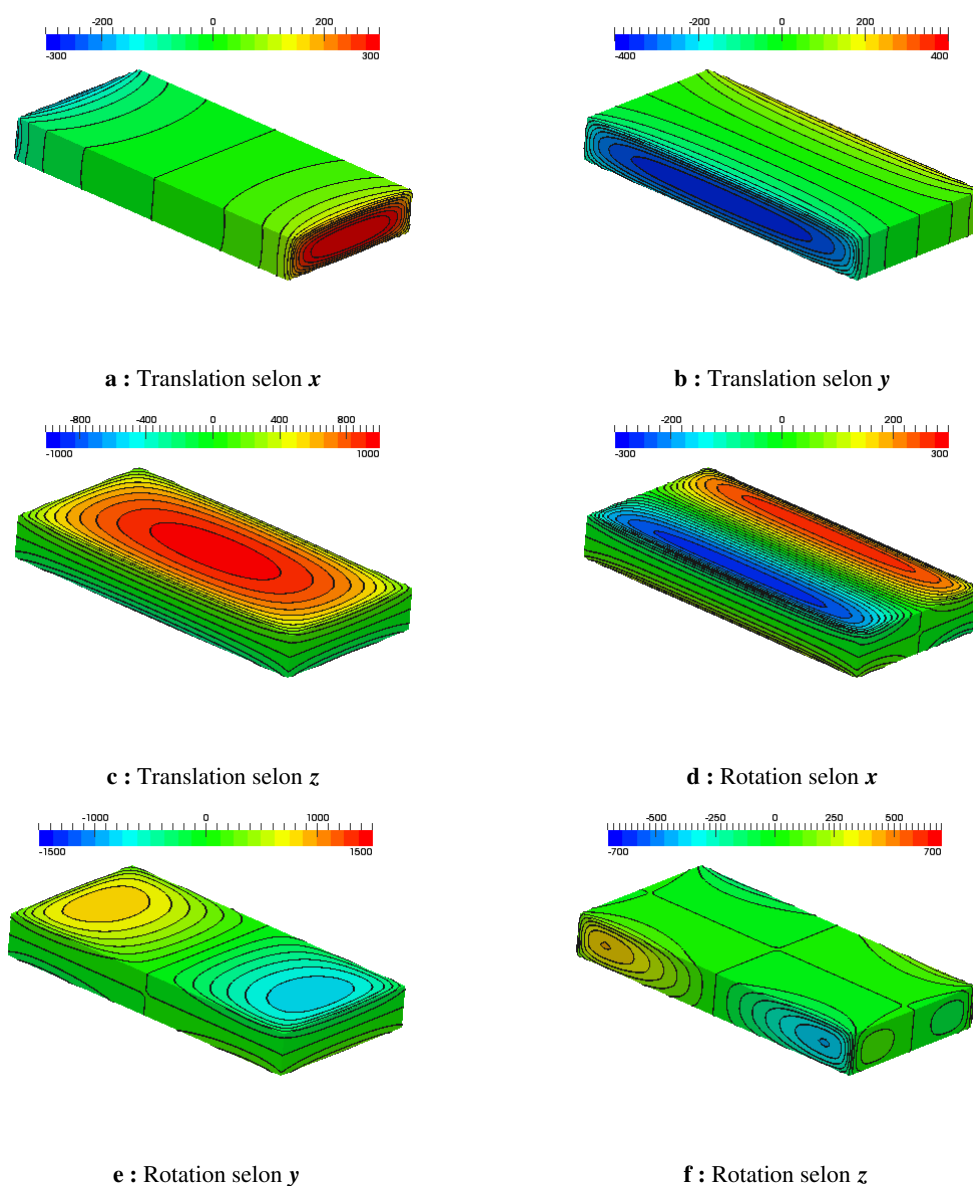 -200 0 200 -200 0 200
-300 300 -400 400
a : Translation selon x b : Translation selon y
-800 -400 0 400 800 -200 0 200
-1000 1000 -300 300
c : Translation selon z d : Rotation selon x
-1000 0 1000 -500 -250 0 250 500
-1500 1500 -700 700
e : Rotation selon y f : Rotation selon z